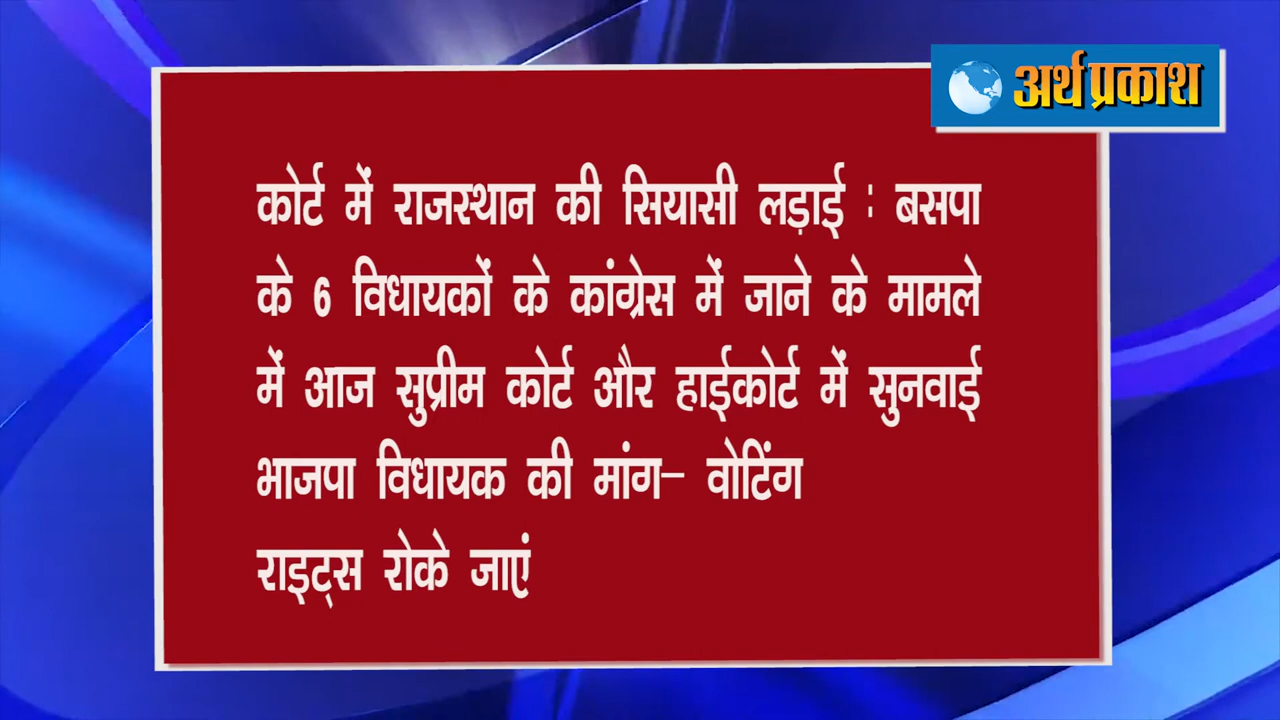 अर्थ प्रकाश
कोर्ट में राजस्थान की सियासी लड़ाई : बसपा
के 6 विधायकों के कांग्रेस में जाने के मामले
में आज सुप्रीम कोर्ट और हाईकोर्ट में सुनवाई
भाजपा विधायक की मांग- वोटिंग
राइट्स रोके जाएं